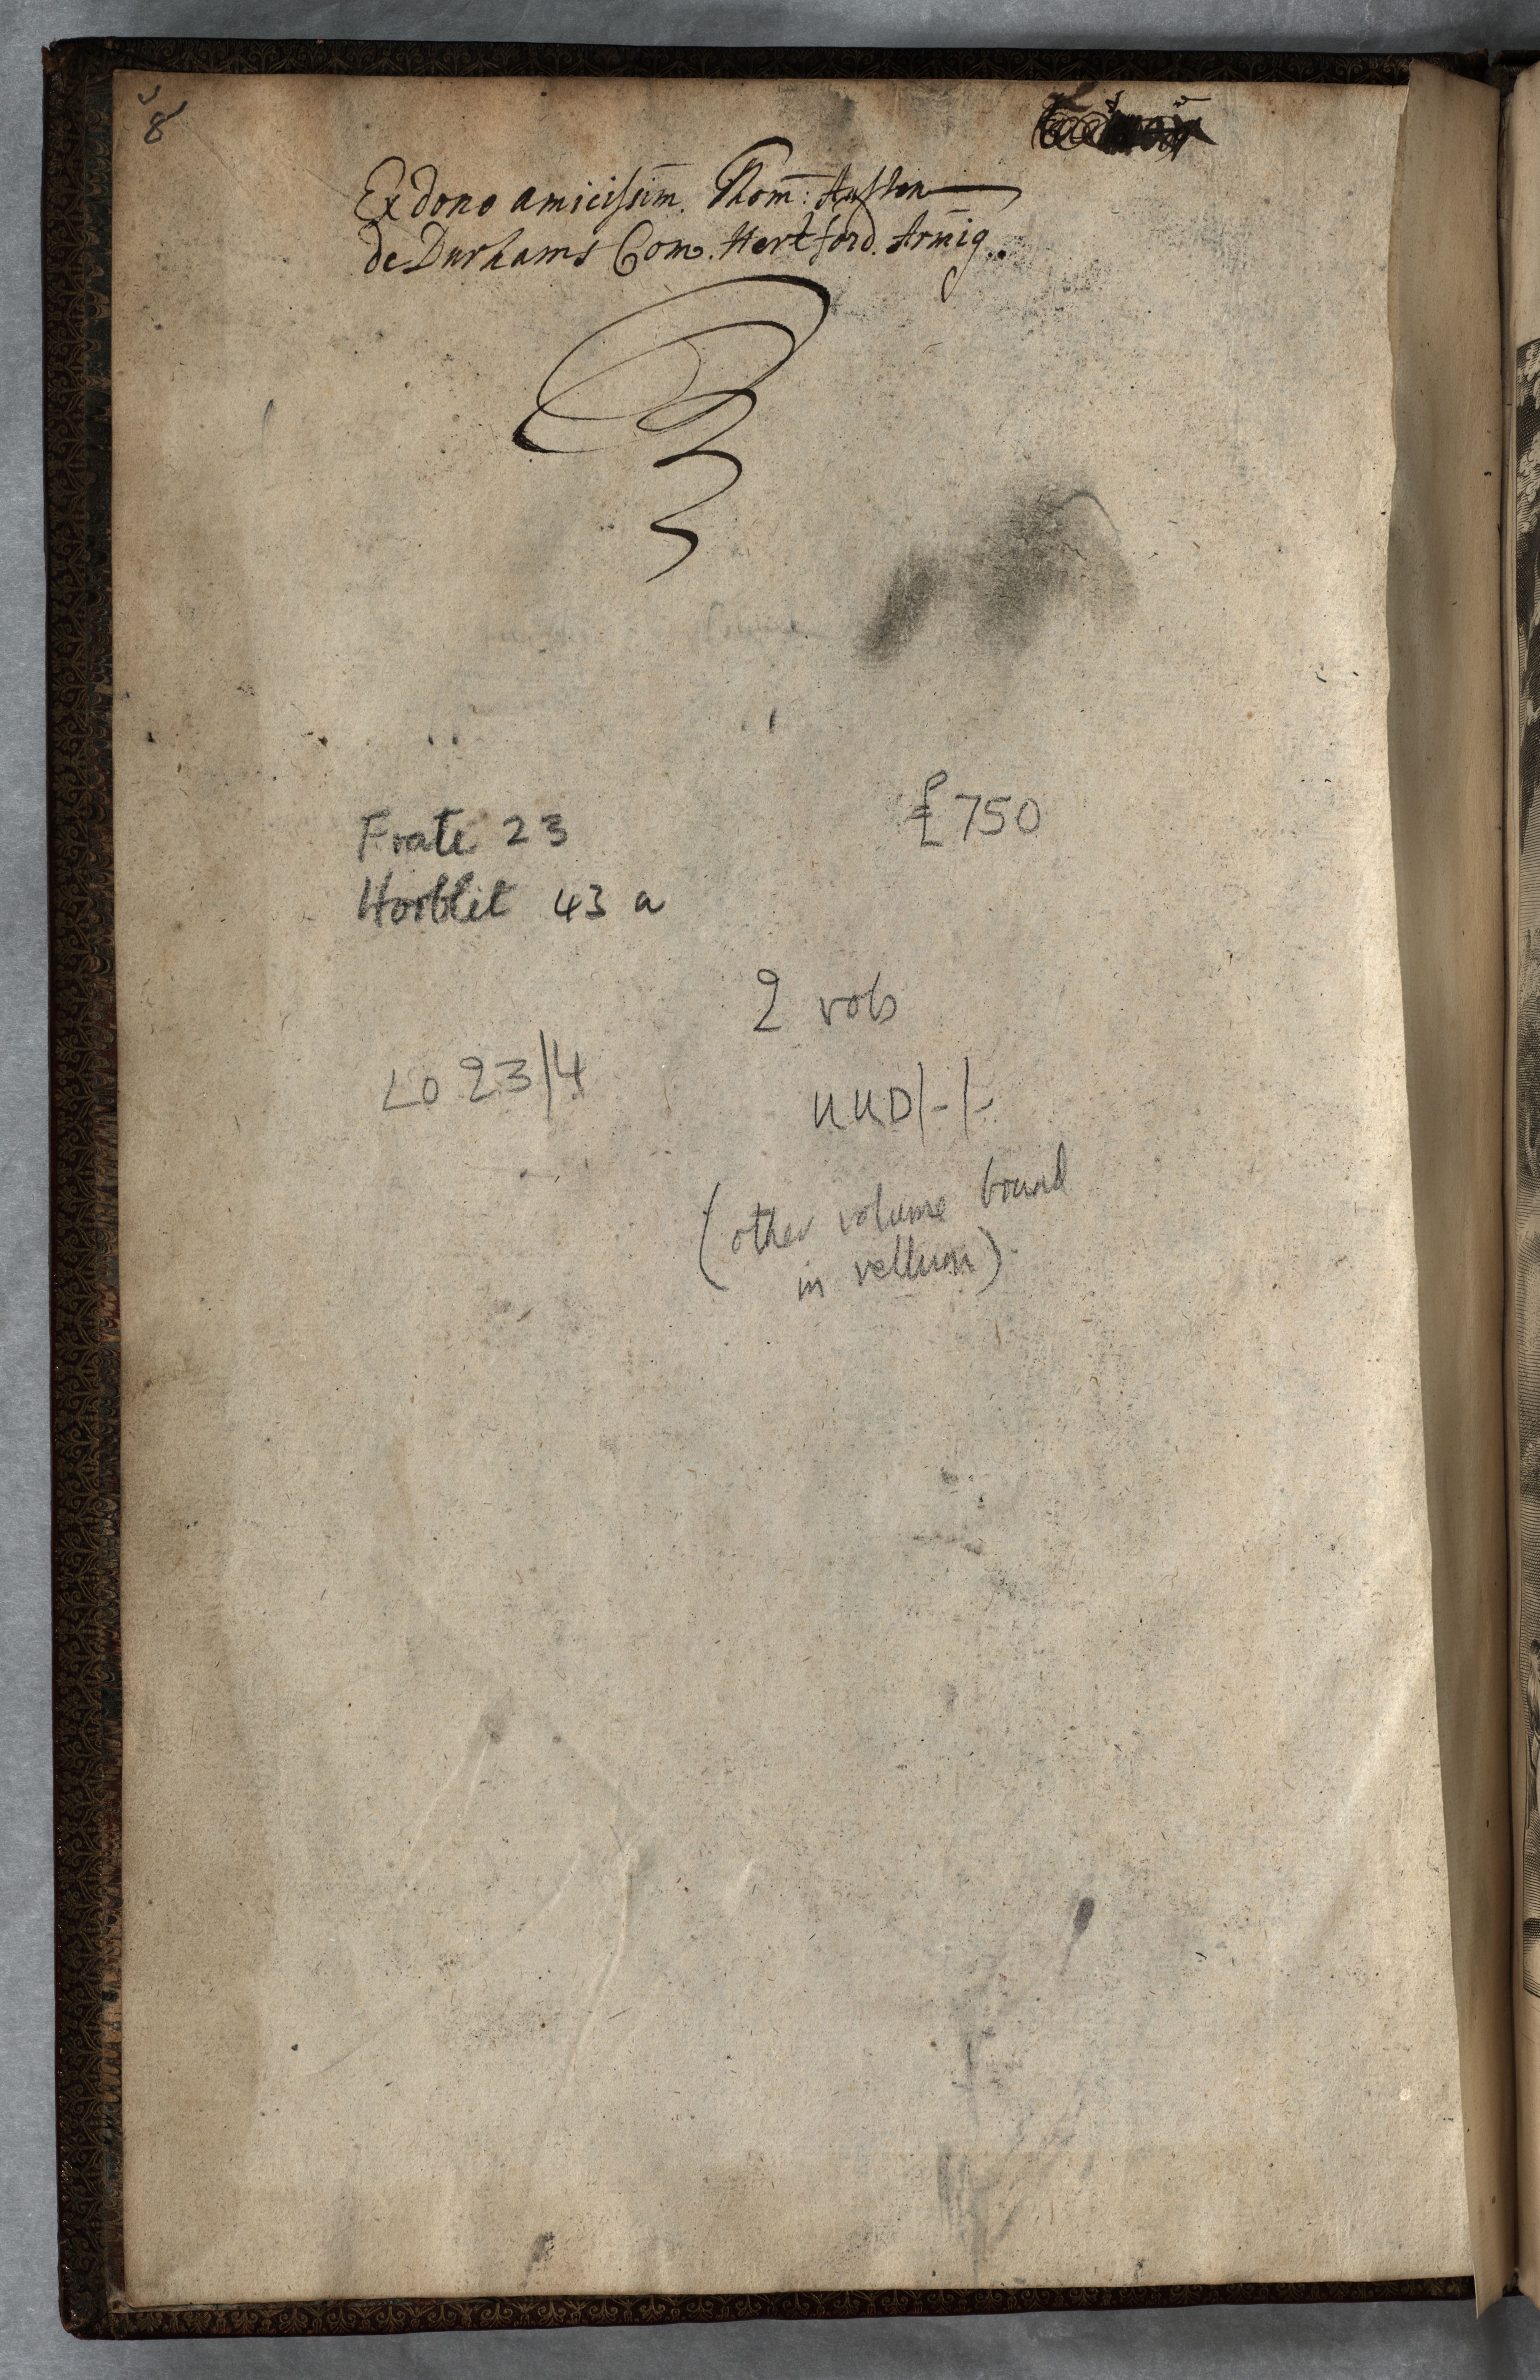 8
Ex dono amicissim̄. Thom̄: Austen
de Durhams Com. Hertford. Armig.
£750
Frati 23
Horblit 43 a
2 vols
LO 23/4
UUD/-/-
(other volume bound
in vellum)